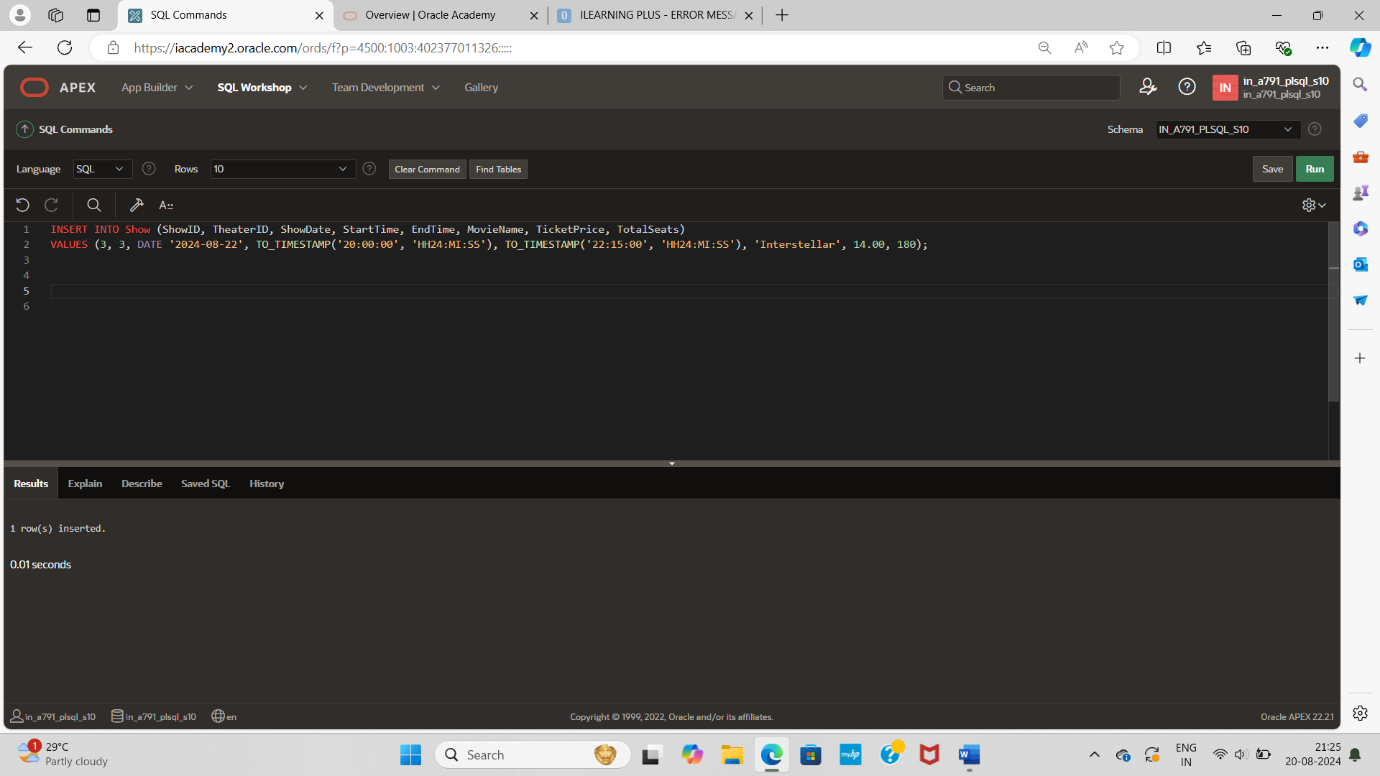 SQL Commands
Overview | Oracle Academy
ILEARNING PLUS - ERROR MESSA
https://iacademy2.oracle.com/ords/f?p=4500:1003:402377011326:::::
APEX
App Builder
SQL Workshop
Team Development
Gallery
Search
IN
in_a791_plsql_s10
in_a791_plsql_s10
SQL Commands
Schema
IN_A791_PLSQL_S10
Language
SQL
Rows
10
Clear Command
Find Tables
Save
Run
1 INSERT INTO Show (ShowID, TheaterID, ShowDate, StartTime, EndTime, MovieName, TicketPrice, TotalSeats)
2 VALUES (3, 3, DATE '2024-08-22', TO_TIMESTAMP('20:00:00', 'HH24:MI:SS'), TO_TIMESTAMP('22:15:00', 'HH24:MI:SS'), 'Interstellar', 14.00, 180);
3
4
5
6
Results
Explain
Describe
Saved SQL
History
1 row(s) inserted.
0.01 seconds
in_a791_plsql_s10
in_a791_plsql_s10
en
Copyright © 1999, 2022, Oracle and/or its affiliates.
Oracle APEX 22.2.1
1
29°C
Partly cloudy
Search
ENG
IN
21:25
20-08-2024